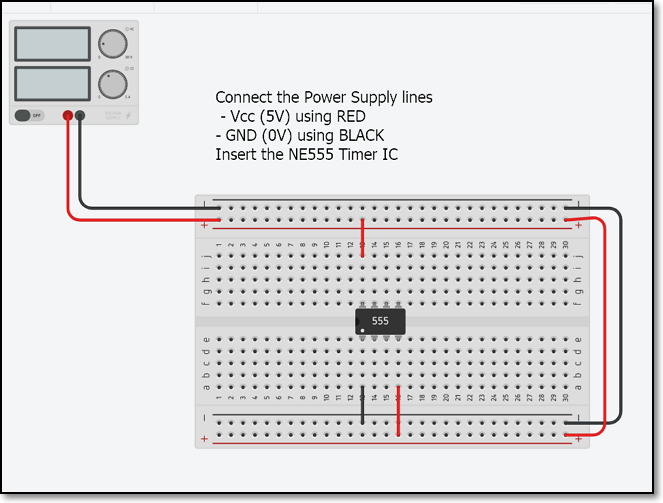 OFF
Connect the Power Supply lines
- Vcc (5V) using RED
- GND (0V) using BLACK
Insert the NE555 Timer IC
− −
+ +
1 2 3 4 5 6 7 8 9 10 11 12 13 14 15 16 17 18 19 20 21 22 23 24 25 26 27 28 29 30
j j
i i
h h
g g
f f
555
e e
d d
c c
b b
a a
1 2 3 4 5 6 7 8 9 10 11 12 13 14 15 16 17 18 19 20 21 22 23 24 25 26 27 28 29 30
− −
+ +